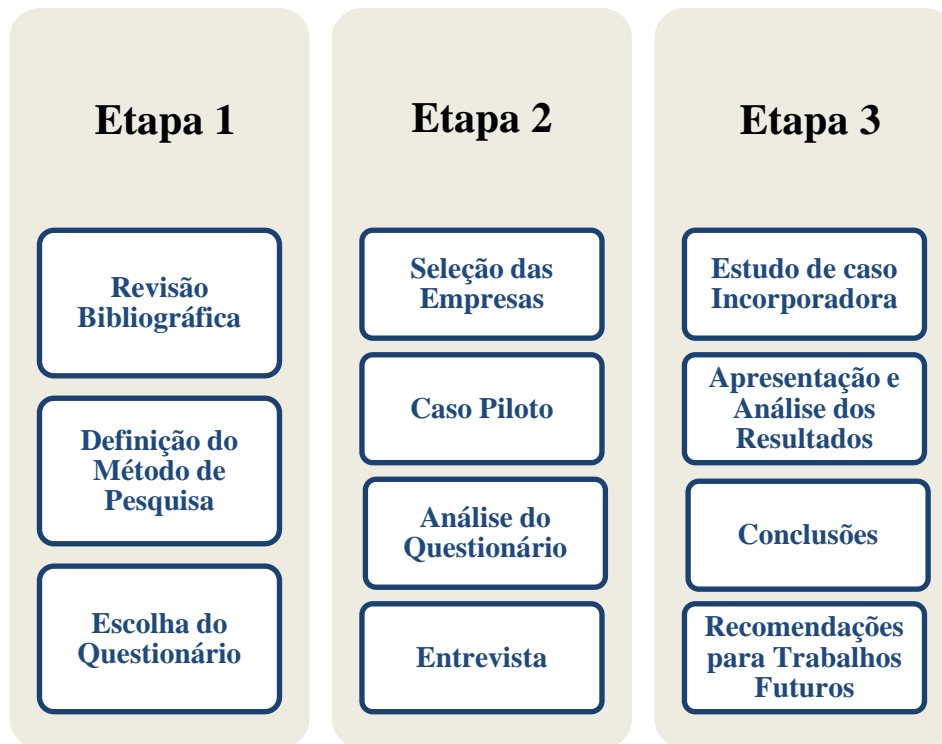 Etapa 1
Revisão
Bibliográfica
Definição do
Método de
Pesquisa
Escolha do
Questionário
Etapa 2
Seleção das
Empresas
Caso Piloto
Análise do
Questionário
Entrevista
Etapa 3
Estudo de caso
Incorporadora
Apresentação e
Análise dos
Resultados
Conclusões
Recomendações
para Trabalhos
Futuros